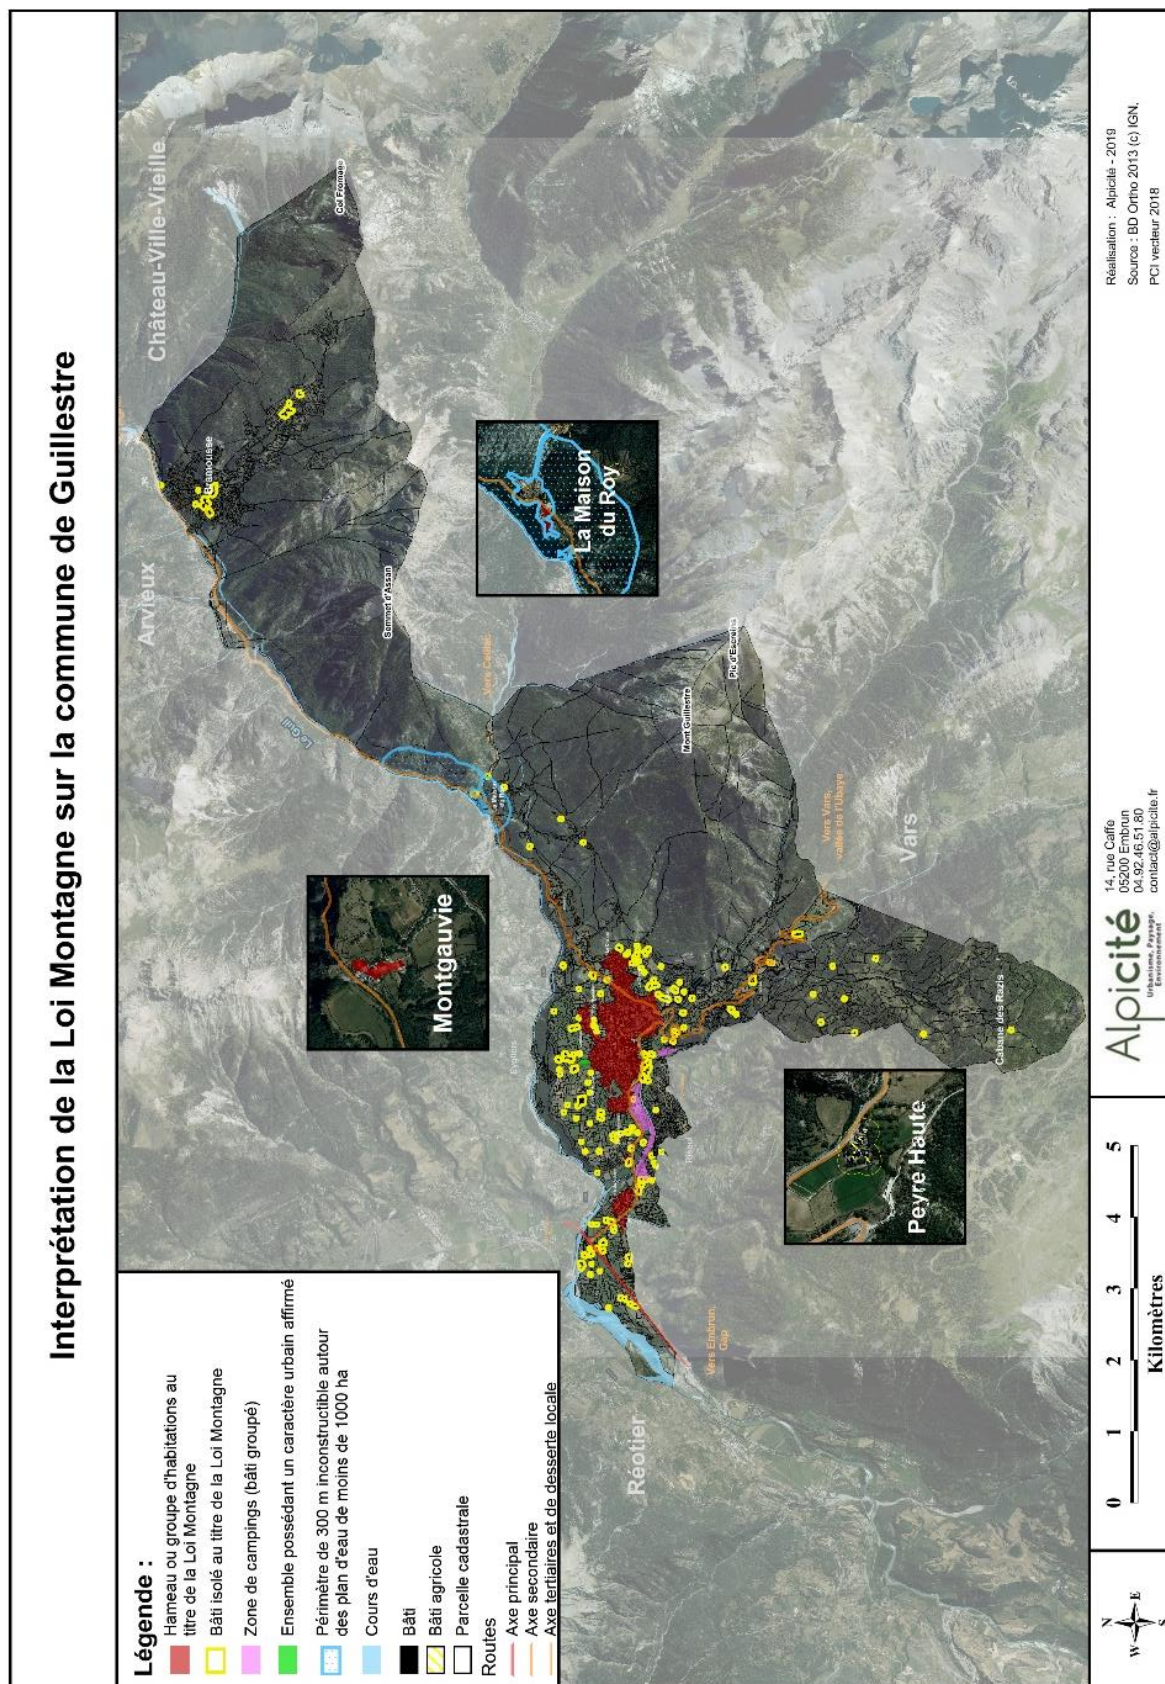 Interprétation de la Loi Montagne sur la commune de Guillestre
Château-Ville-Vieille
Arvieux
Col Fromage
Bramousse
Sommet d'Assan
Le Guil
Vers Ceillac
La Maison
du Roy
Pic d'Escreins
Mont Guillestre
Montgauvie
Eygliers
Vers Vars,
vallée de l'Ubaye
Vars
Cabane des Razis
Peyre Haute
Vers Embrun,
Gap
Réotier
Légende :
Hameau ou groupe d'habitations au
titre de la Loi Montagne
Bâti isolé au titre de la Loi Montagne
Zone de campings (bâti groupé)
Ensemble possédant un caractère urbain affirmé
Périmètre de 300 m inconstructible autour
des plan d'eau de moins de 1000 ha
Cours d'eau
Bâti
Bâti agricole
Parcelle cadastrale
Routes
Axe principal
Axe secondaire
Axe tertiaires et de desserte locale
N
W E
S
0 1 2 3 4 5
Kilomètres
Alpicité
Urbanisme, Paysage,
Environnement
14, rue Caffe
05200 Embrun
04.92.46.51.80
contact@alpicite.fr
Réalisation : Alpicité - 2019
Source : BD Ortho 2013 (c) IGN,
PCI vecteur 2018